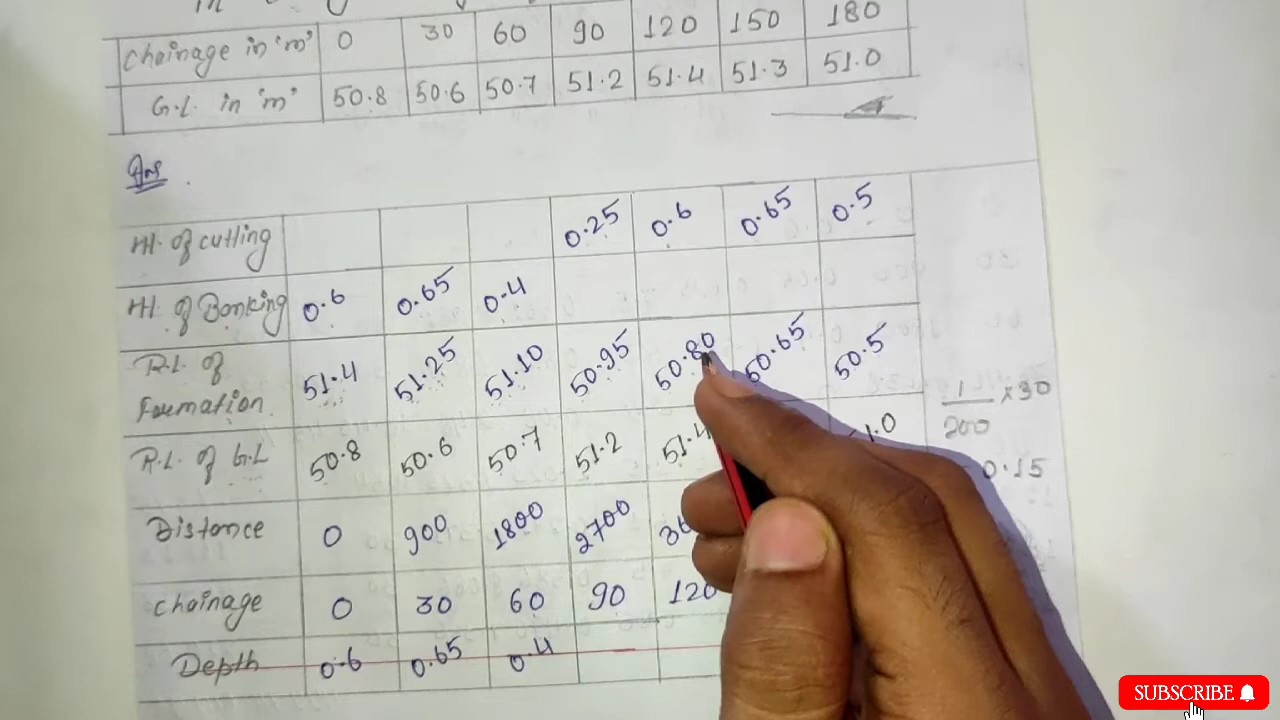 in
Chainage in 'm' 0 30 60 90 120 150 180
G.L. in 'm' 50.8 50.6 50.7 51.2 51.4 51.3 51.0
Ans.
Ht. of cutting 0.25 0.6 0.65 0.5
Ht. of Banking 0.6 0.65 0.4
R.L. of Formation 51.4 51.25 51.10 50.95 50.80 50.65 50.5
R.L. of G.L 50.8 50.6 50.7 51.2 51.4
Distance 0 900 1800 2700
Chainage 0 30 60 90 120
Depth 0.6 0.65 0.4
1/200 ×30
0.15
SUBSCRIBE